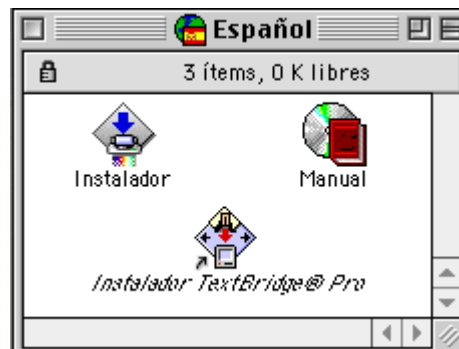 Español
3 ítems, 0 K libres
Instalador
Manual
Instalador TextBridge® Pro